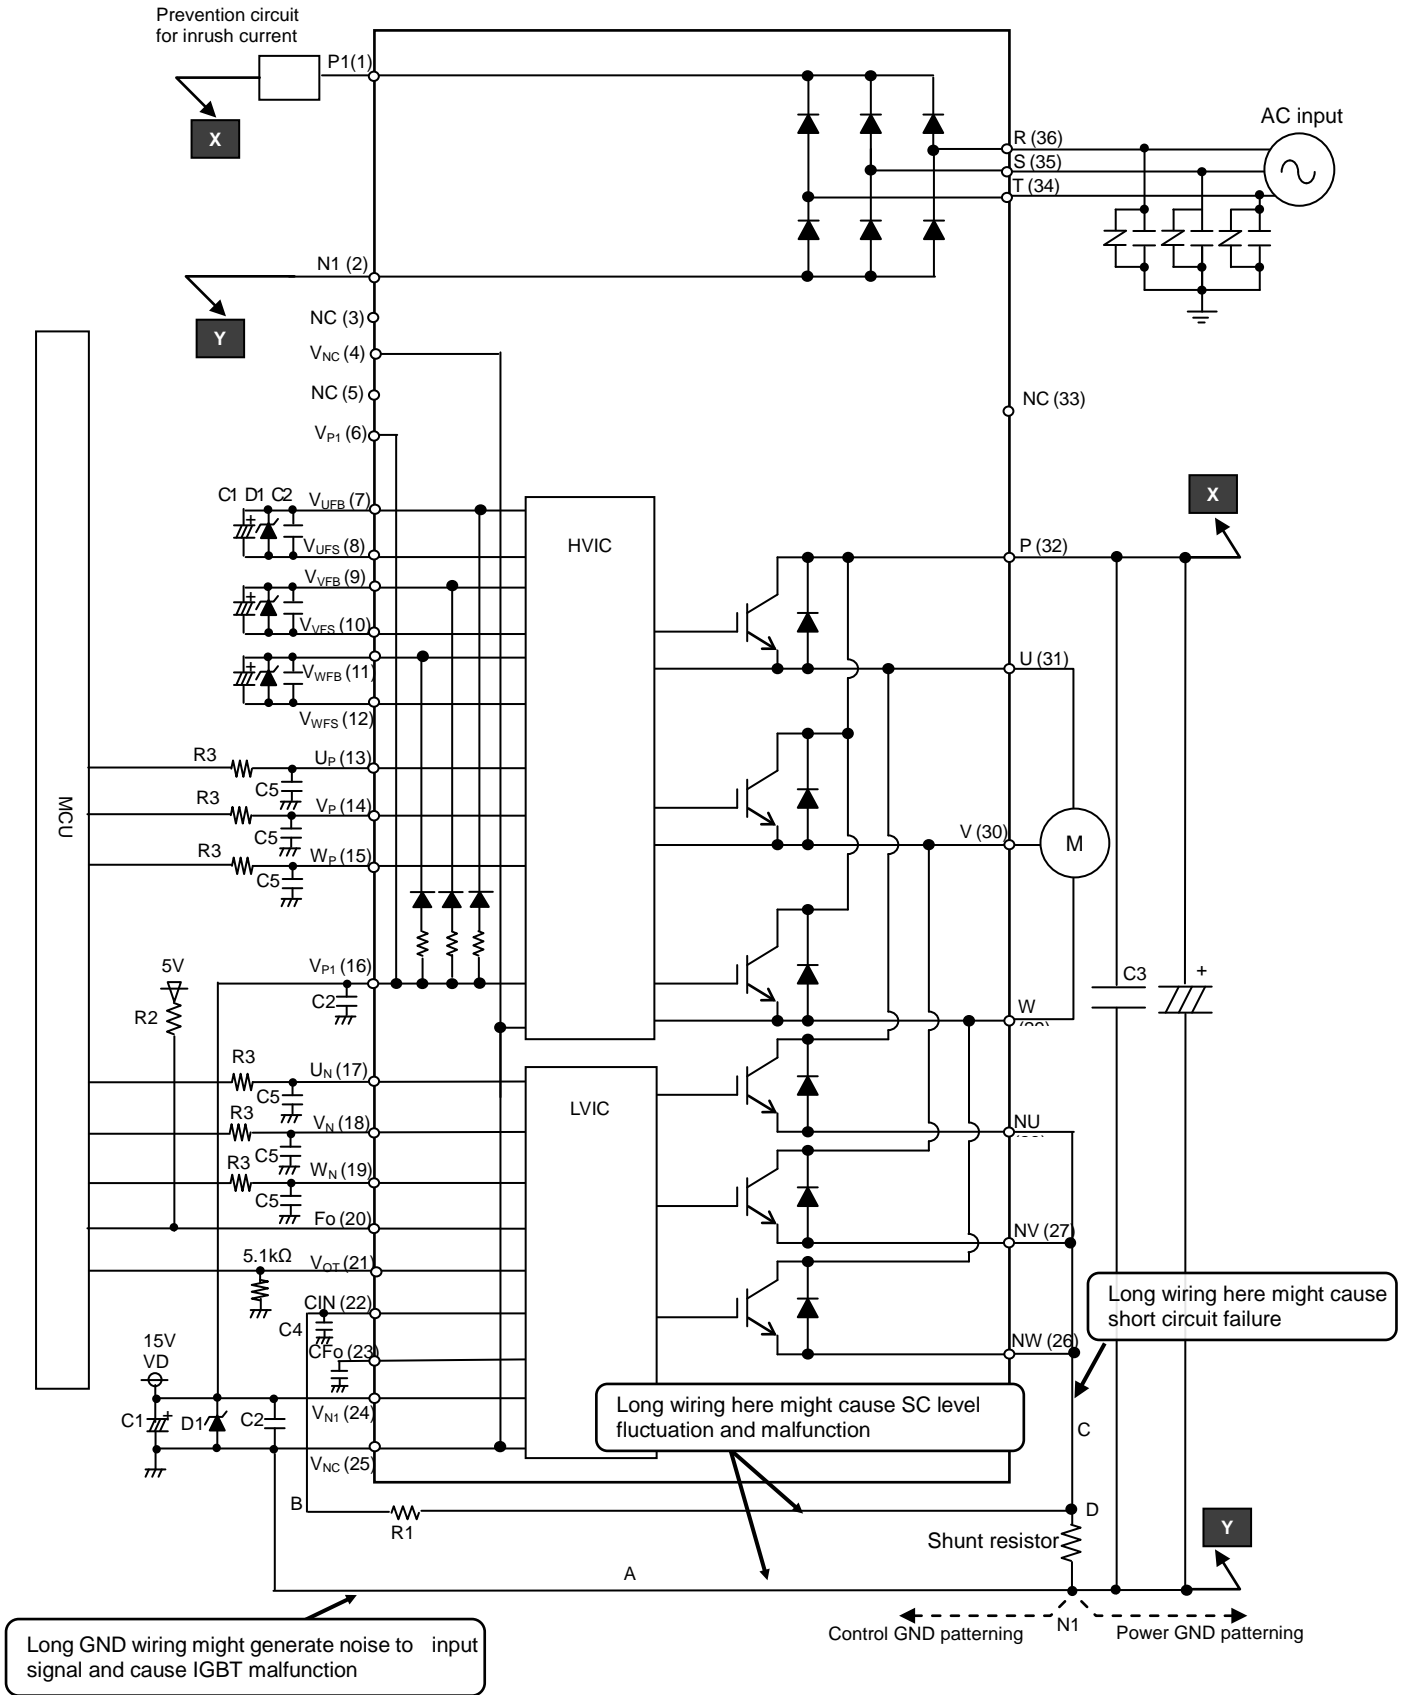 Prevention circuit
for inrush current
P1(1)
X
AC input
R (36)
S (35)
T (34)
N1 (2)
Y
NC (3)
VNC (4)
NC (5)
NC (33)
VP1 (6)
X
C1 D1 C2
VUFB (7)
VUFS (8)
HVIC
P (32)
VVFB (9)
VVFS (10)
VWFB (11)
U (31)
VWFS (12)
R3
UP (13)
C5
R3
VP (14)
C5
MCU
V (30)
M
R3
WP (15)
C5
5V
VP1 (16)
C2
R2
C3
+
W
R3
UN (17)
C5
LVIC
R3
VN (18)
NU
C5
R3
WN (19)
C5
Fo (20)
NV (27)
5.1kΩ
VOT (21)
CIN (22)
C4
Long wiring here might cause
short circuit failure
15V
VD
CFo (23)
NW (26)
C1
+
D1
C2
VN1 (24)
Long wiring here might cause SC level
fluctuation and malfunction
C
VNC (25)
B
R1
D
Shunt resistor
Y
A
N1
Control GND patterning
Power GND patterning
Long GND wiring might generate noise to input
signal and cause IGBT malfunction